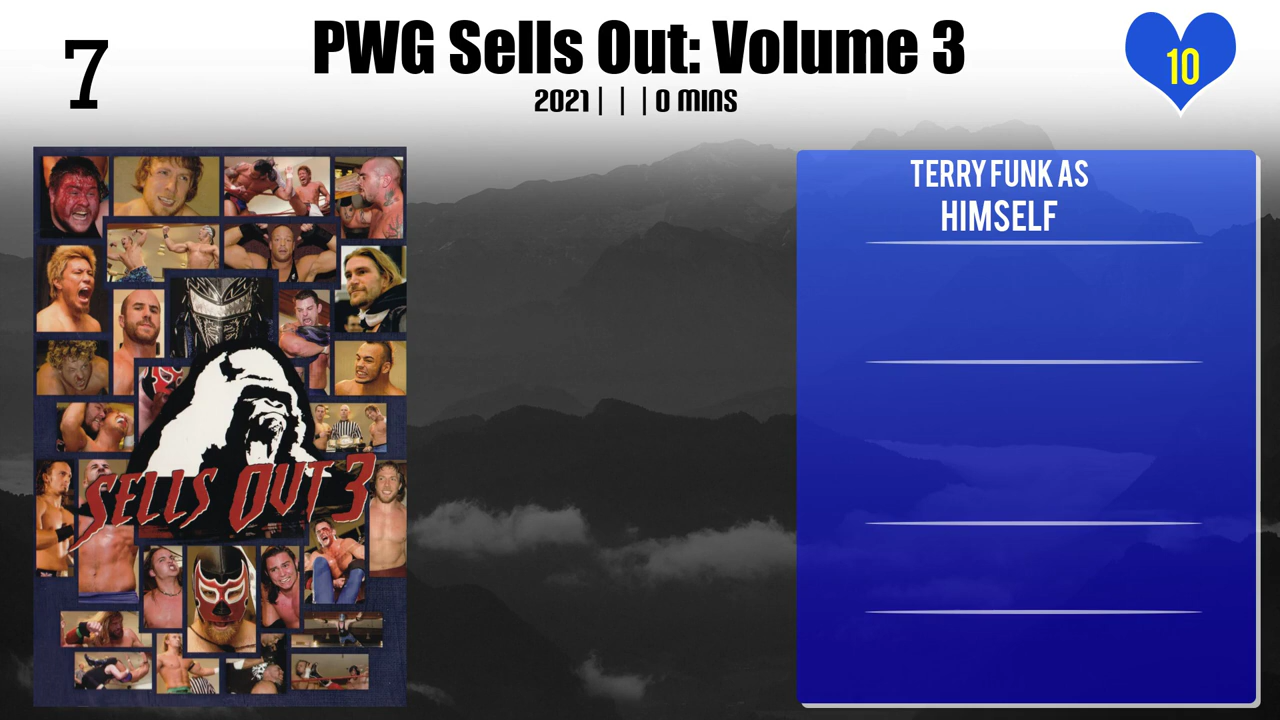 7
PWG Sells Out: Volume 3
2021 | | | 0 MINS
10
TERRY FUNK AS
HIMSELF
SELLS OUT 3